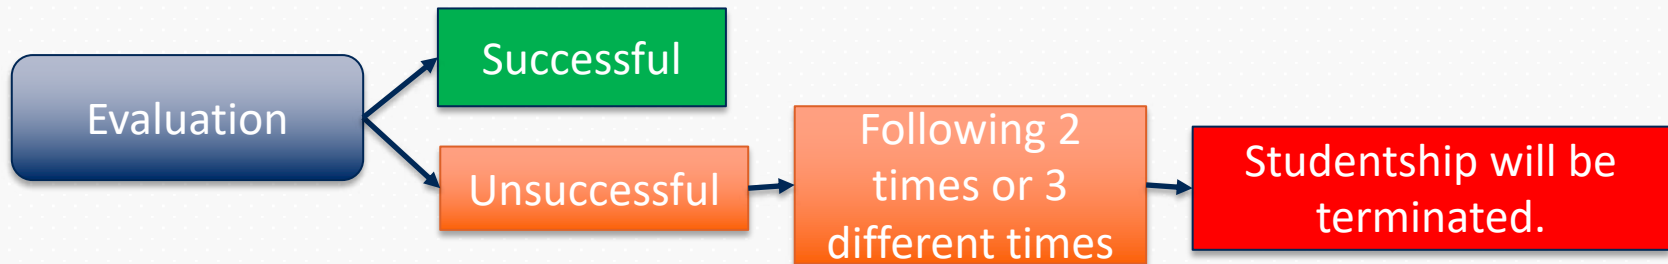 Evaluation
Successful
Unsuccessful
Following 2
times or 3
different times
Studentship will be
terminated.